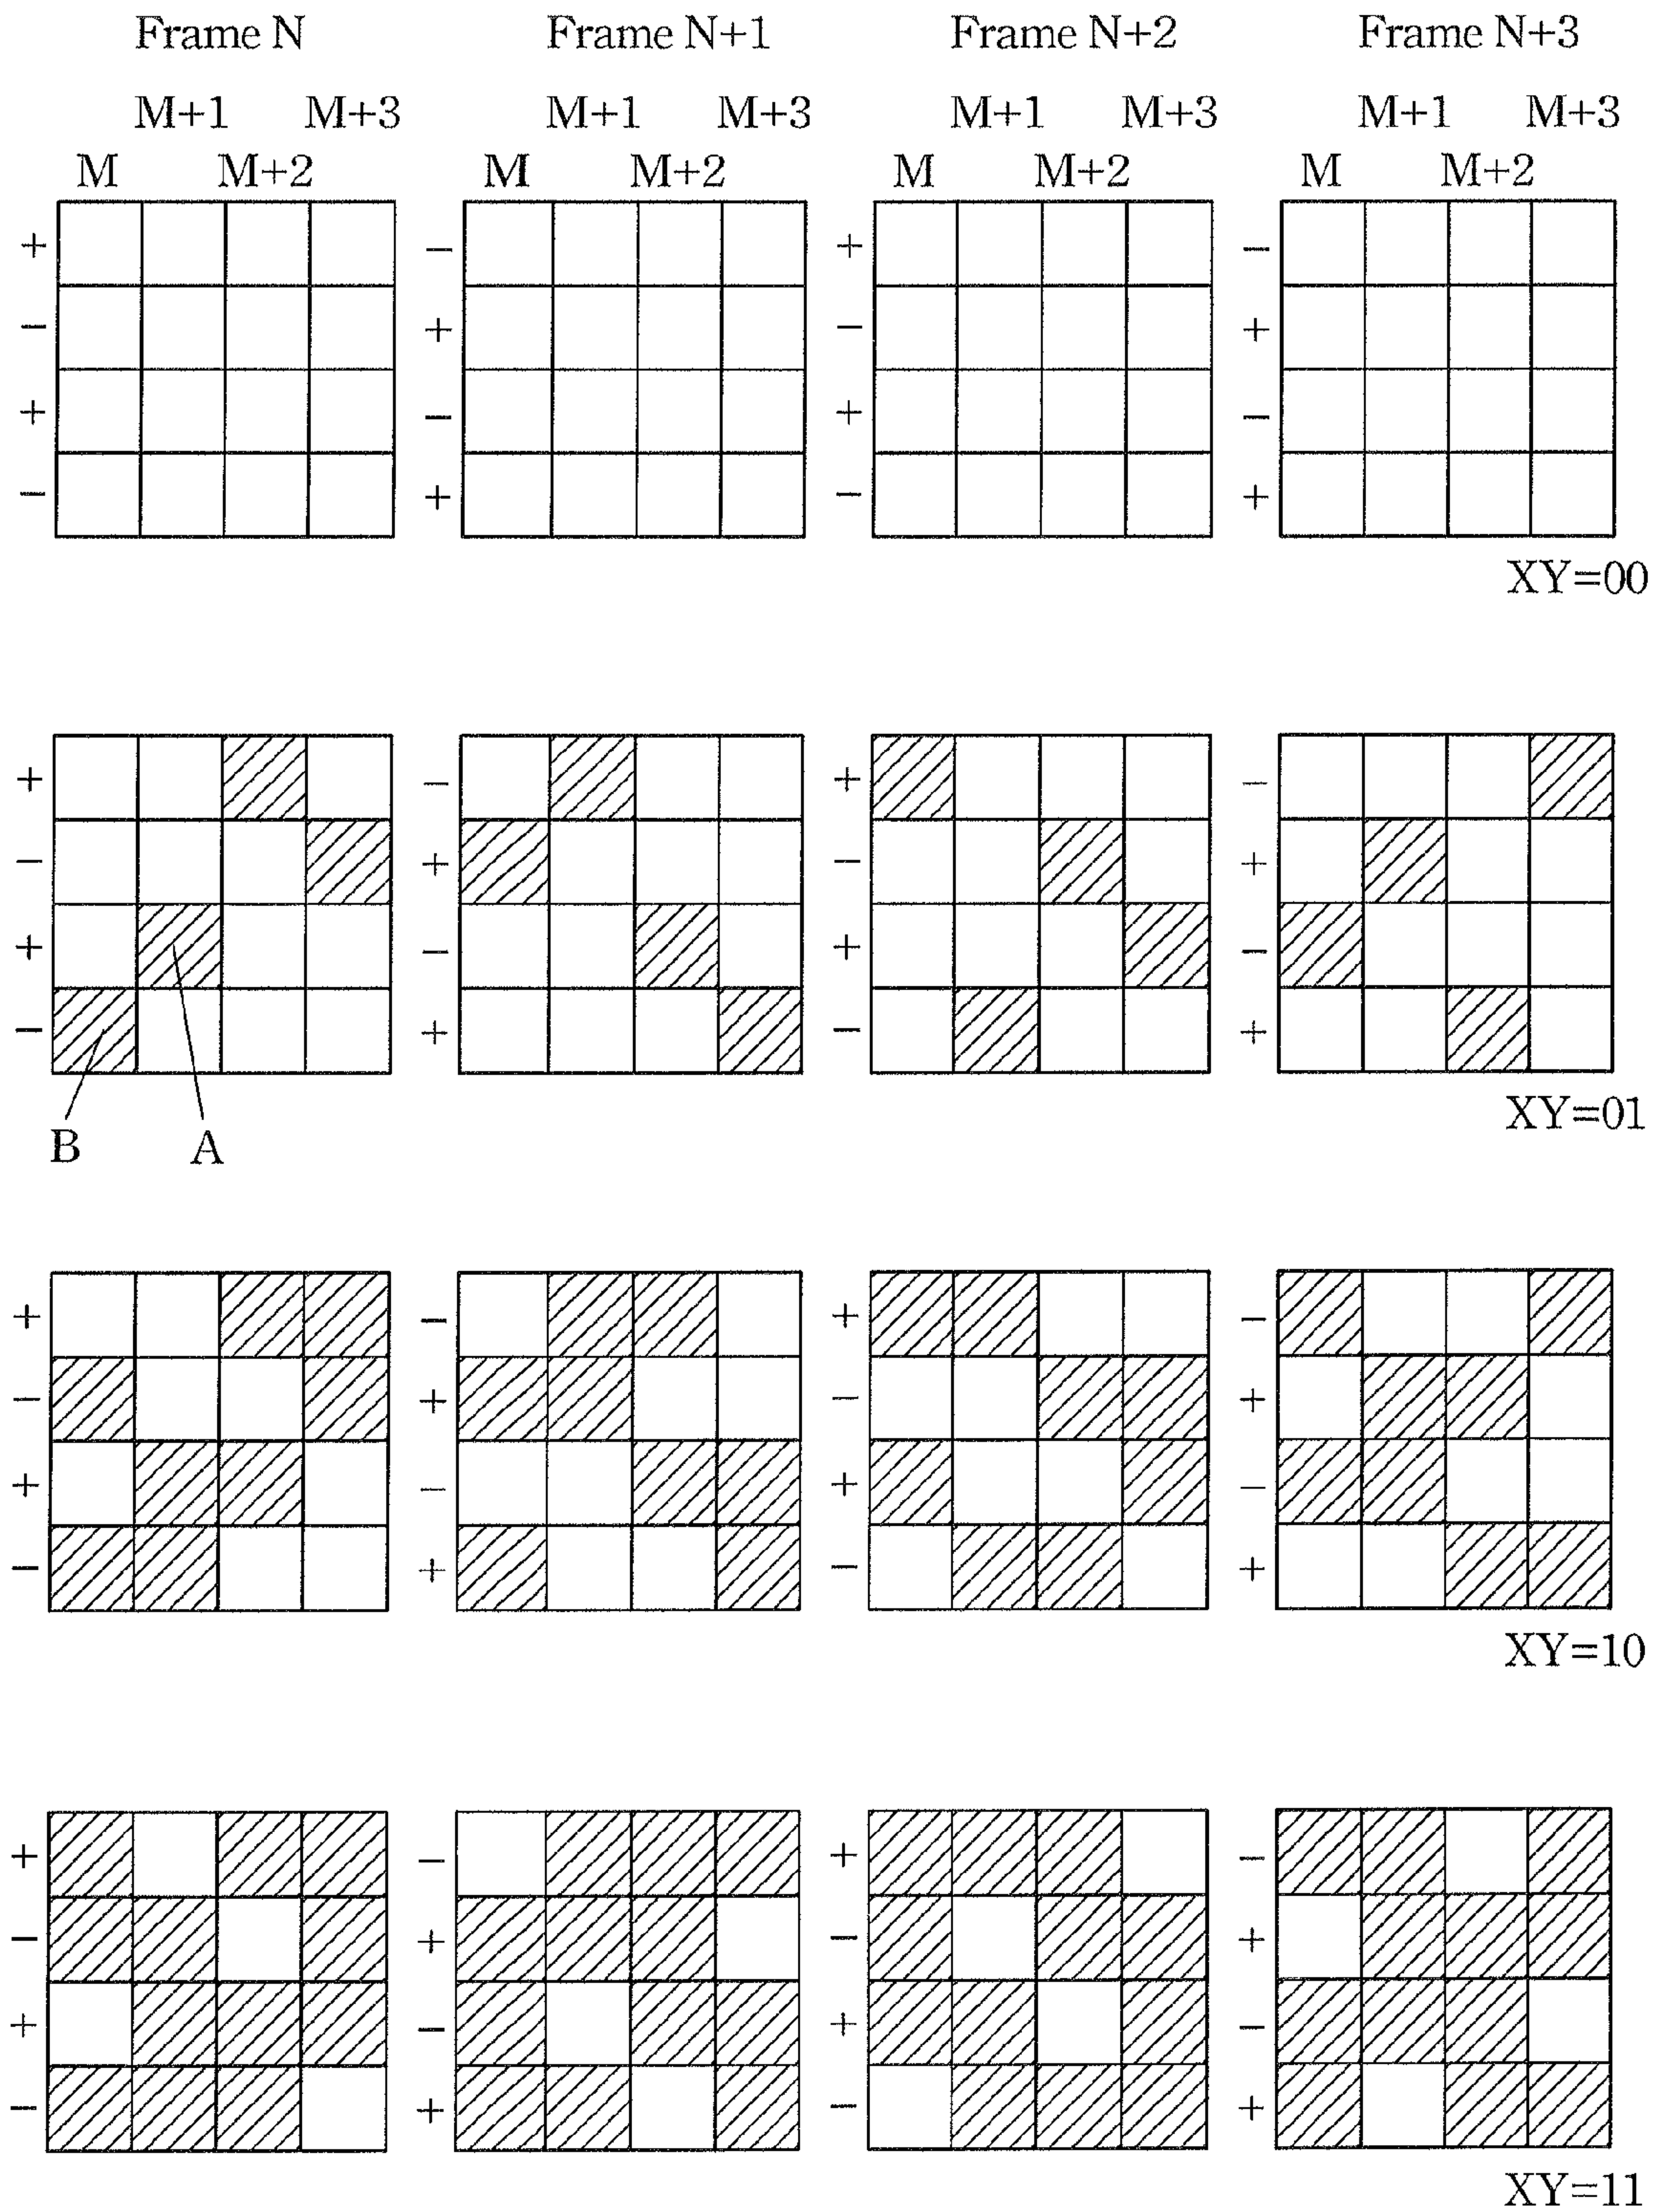 Frame N Frame N+1 Frame N+2 Frame N+3
M+1 M+3 M+1 M+3 M+1 M+3 M+1 M+3
M M+2 M M+2 M M+2 M M+2
+ − + −
− + − +
+ − + −
− + − +
XY=00
+ − + −
− + − +
+ − + −
− + − +
XY=01
B A
+ − + −
− + − +
+ − + −
− + − +
XY=10
+ − + −
− + − +
+ − + −
− + − +
XY=11